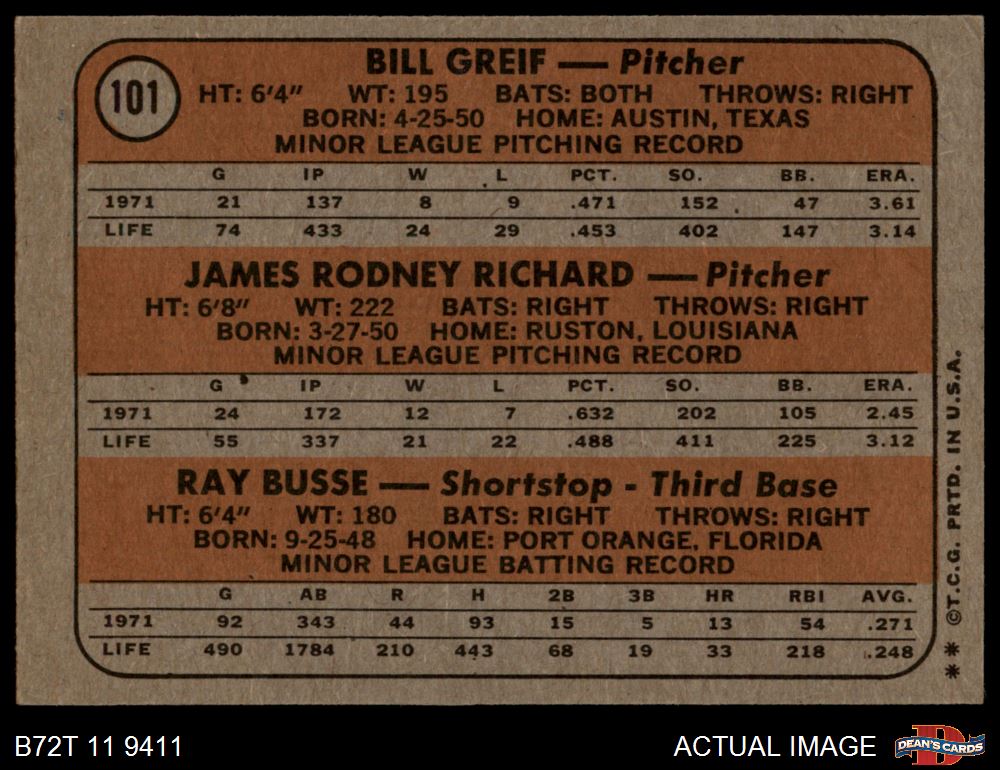 101
BILL GREIF — Pitcher
HT: 6'4" WT: 195 BATS: BOTH THROWS: RIGHT
BORN: 4-25-50 HOME: AUSTIN, TEXAS
MINOR LEAGUE PITCHING RECORD
G IP W L PCT. SO. BB. ERA.
1971 21 137 8 9 .471 152 47 3.61
LIFE 74 433 24 29 .453 402 147 3.14
JAMES RODNEY RICHARD — Pitcher
HT: 6'8" WT: 222 BATS: RIGHT THROWS: RIGHT
BORN: 3-27-50 HOME: RUSTON, LOUISIANA
MINOR LEAGUE PITCHING RECORD
G IP W L PCT. SO. BB. ERA.
1971 24 172 12 7 .632 202 105 2.45
LIFE 55 337 21 22 .488 411 225 3.12
RAY BUSSE — Shortstop - Third Base
HT: 6'4" WT: 180 BATS: RIGHT THROWS: RIGHT
BORN: 9-25-48 HOME: PORT ORANGE, FLORIDA
MINOR LEAGUE BATTING RECORD
G AB R H 2B 3B HR RBI AVG.
1971 92 343 44 93 15 5 13 54 .271
LIFE 490 1784 210 443 68 19 33 218 .248
** ©T.C.G. PRTD. IN U.S.A.
B72T 11 9411
ACTUAL IMAGE
D
DEAN'S CARDS